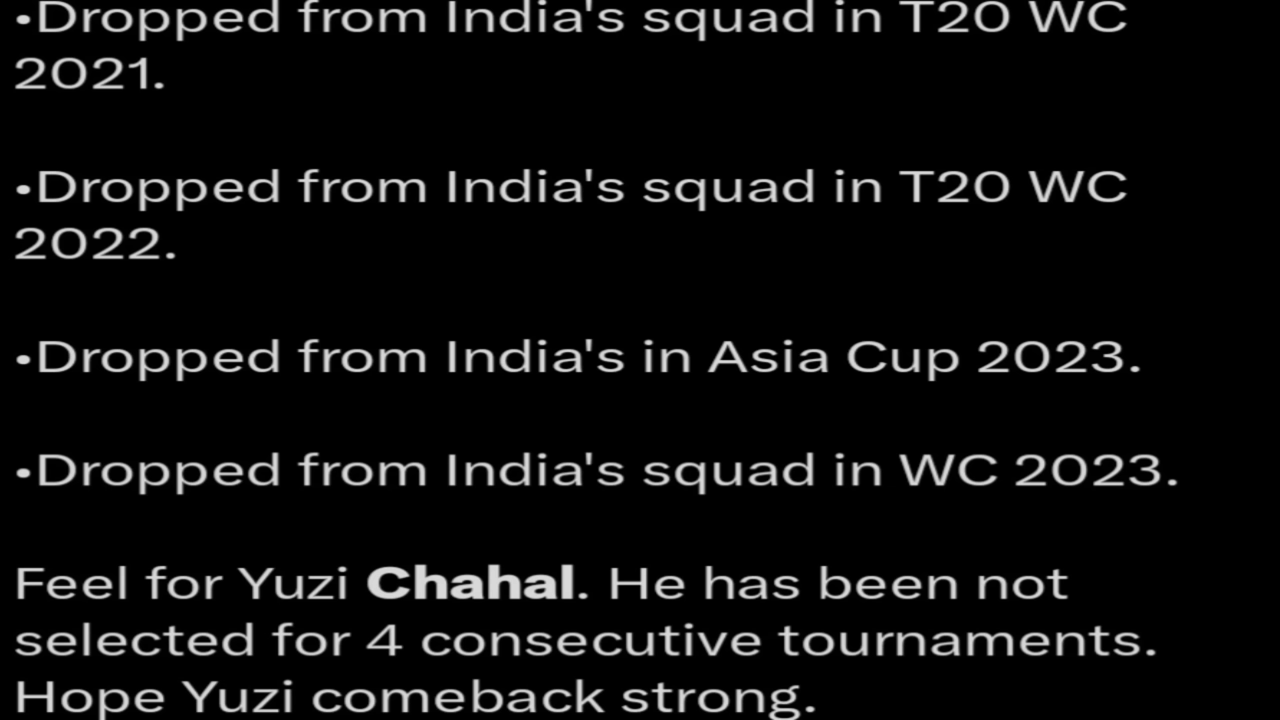 •Dropped from India's squad in T20 WC
2021.
•Dropped from India's squad in T20 WC
2022.
•Dropped from India's in Asia Cup 2023.
•Dropped from India's squad in WC 2023.
Feel for Yuzi Chahal. He has been not
selected for 4 consecutive tournaments.
Hope Yuzi comeback strong.